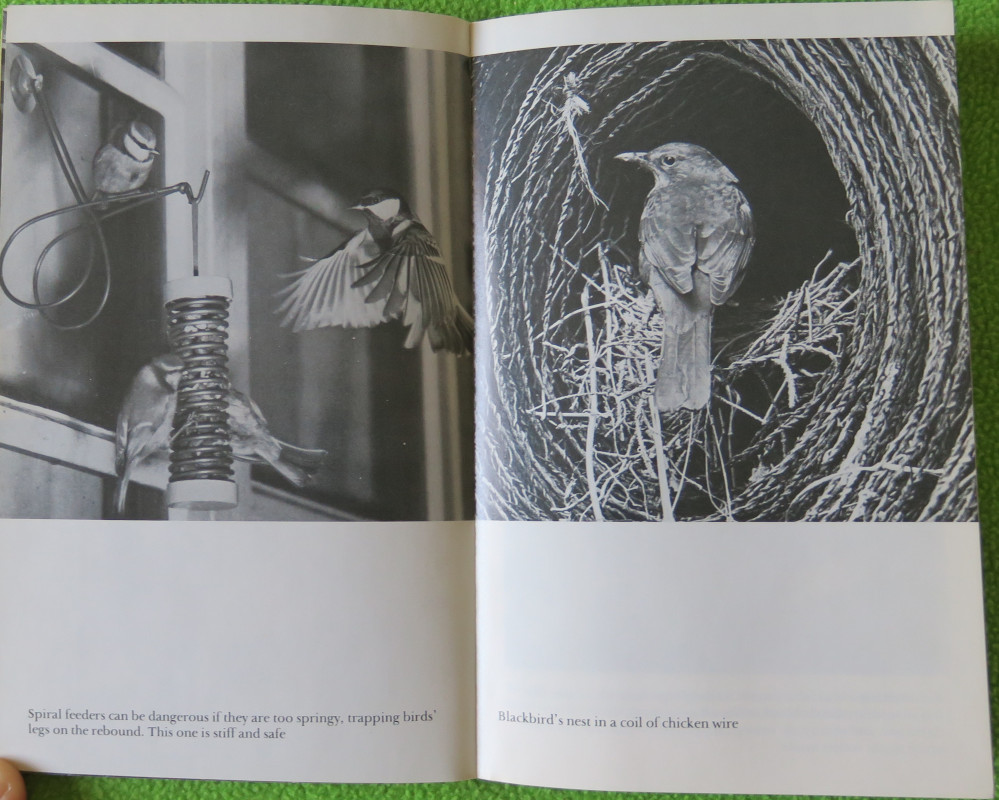 Spiral feeders can be dangerous if they are too springy, trapping birds'
legs on the rebound. This one is stiff and safe
Blackbird's nest in a coil of chicken wire